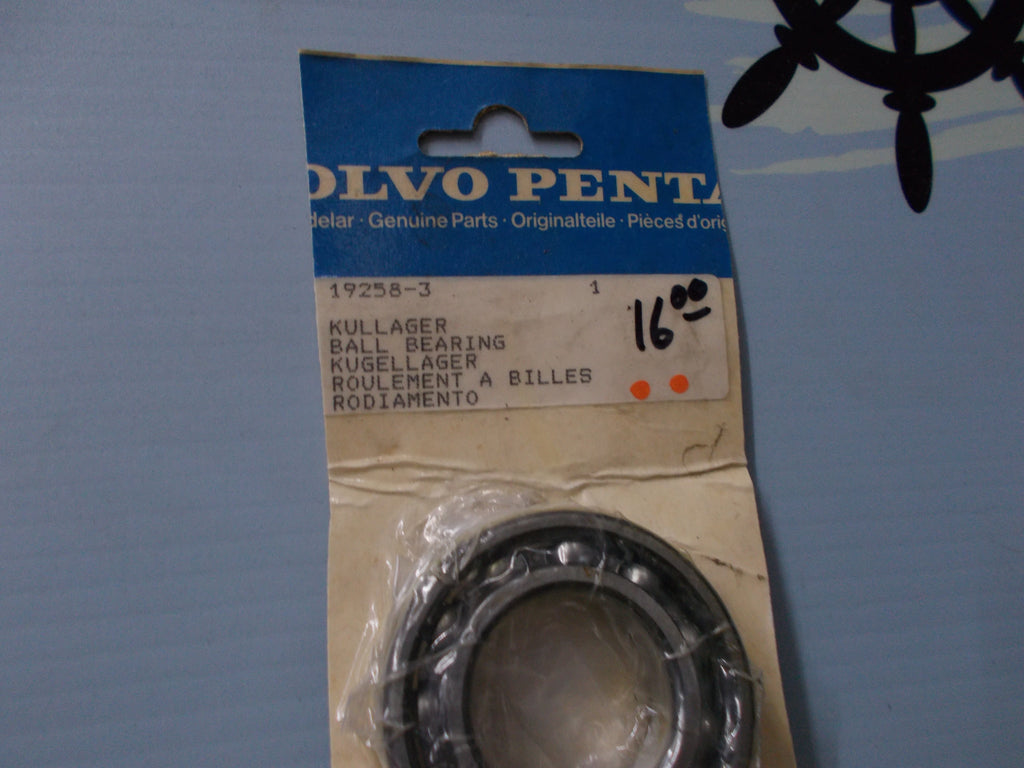 OLVO PENTA
delar · Genuine Parts · Originalteile · Pièces d'orig
19258-3 1
16 00
KULLAGER
BALL BEARING
KUGELLAGER
ROULEMENT A BILLES
RODIAMENTO